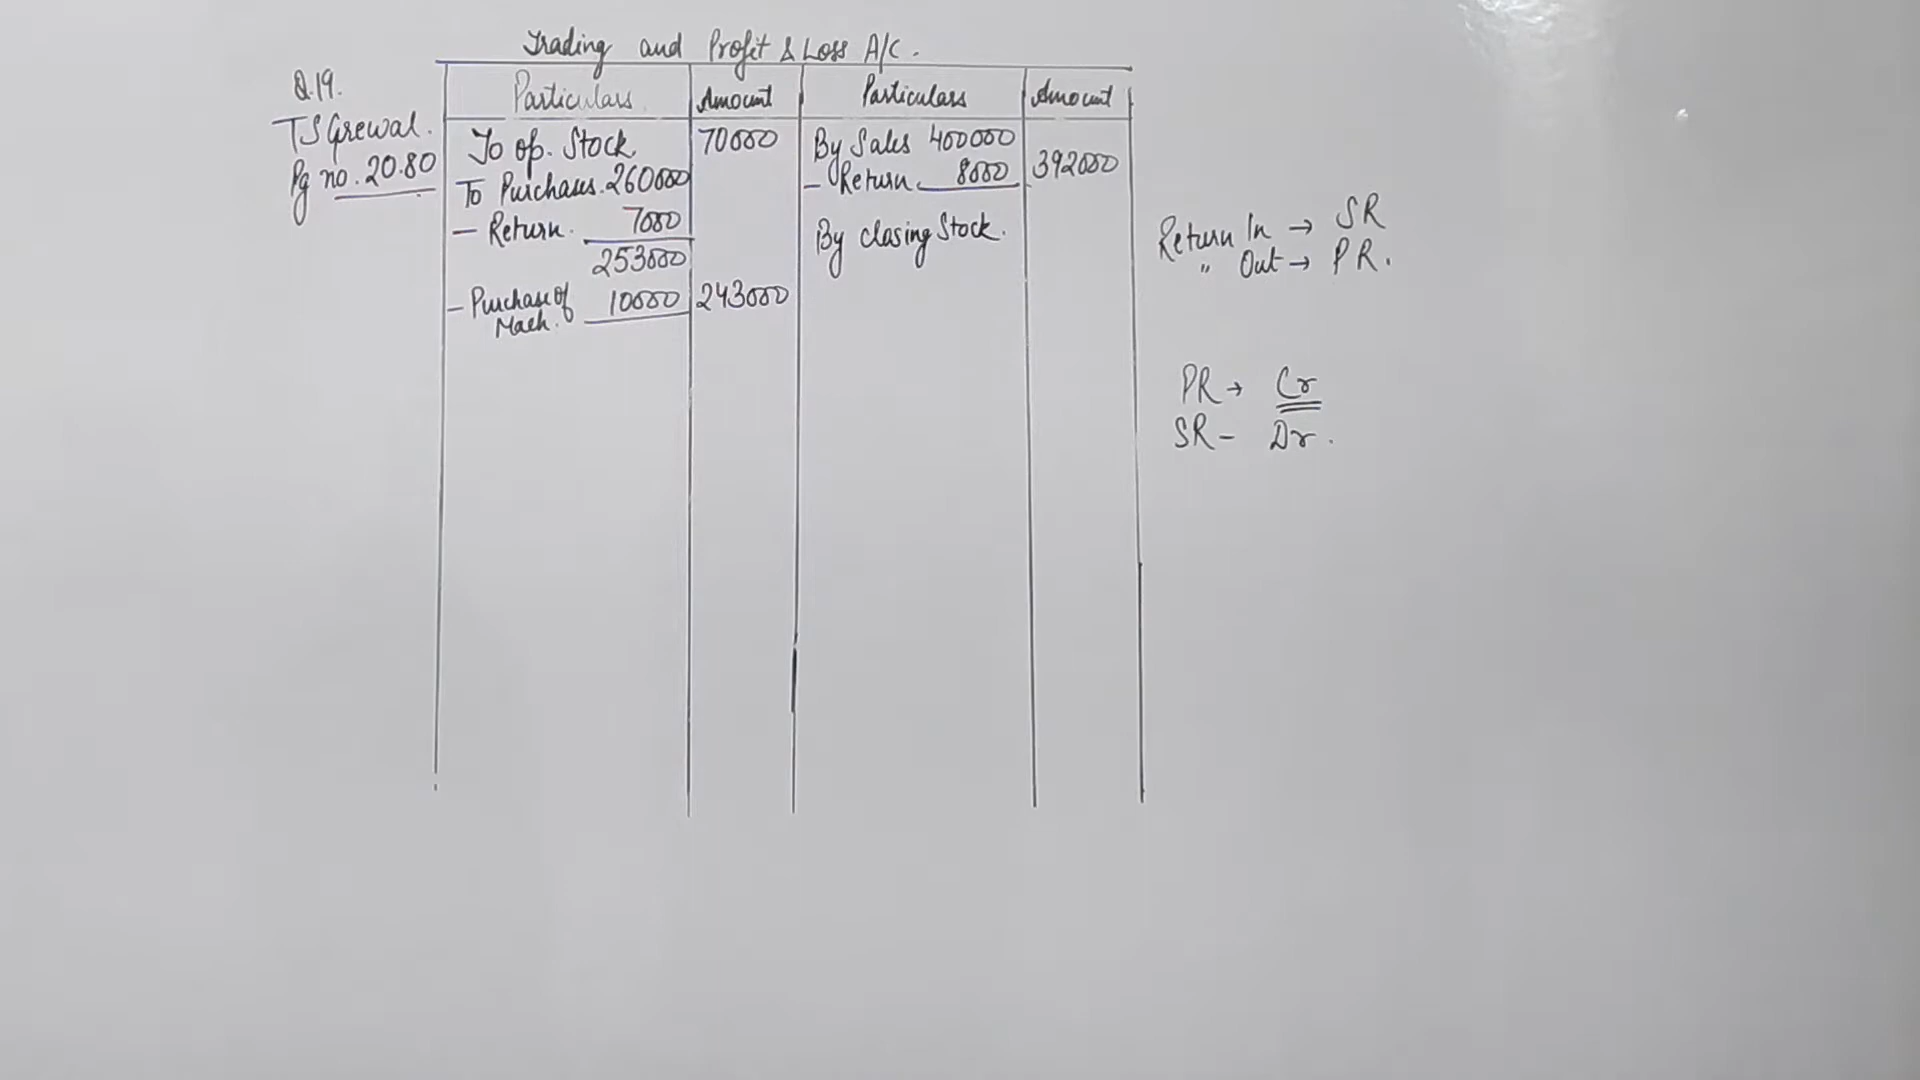 Trading and Profit & Loss A/C.
Q.19.
TS Grewal.
Pg no. 20.80
Particulars. Amount Particulars Amount
To op. Stock. 70000 By Sales 400000
To Purchases. 260000 - Return. 8000 392000
- Return. 7000 By closing Stock.
253000
- Purchase of 10000 243000
Mach.
Return In → SR
" Out → PR.
PR → Cr
SR - Dr.